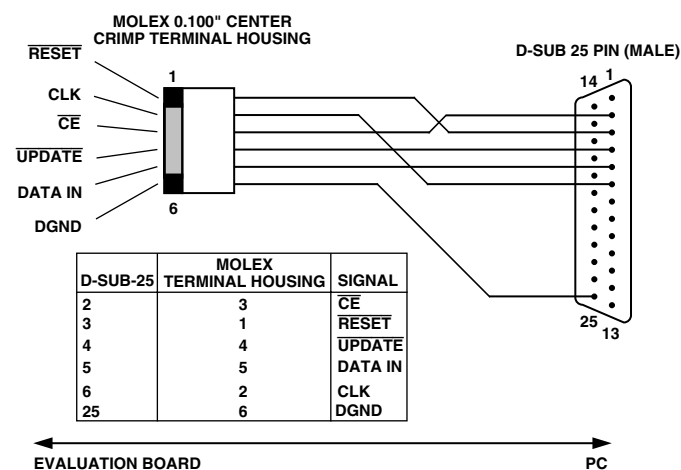 MOLEX 0.100" CENTER
CRIMP TERMINAL HOUSING
D-SUB 25 PIN (MALE)
RESET
CLK
CE
UPDATE
DATA IN
DGND
1
6
14 1
25 13
D-SUB-25 MOLEX TERMINAL HOUSING SIGNAL
2 3 CE
3 1 RESET
4 4 UPDATE
5 5 DATA IN
6 2 CLK
25 6 DGND
EVALUATION BOARD PC